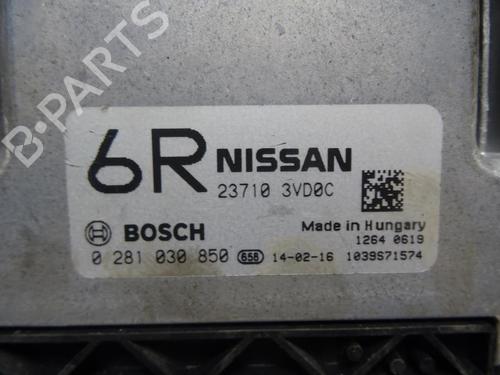 B-PARTS
6R NISSAN
23710 3VD0C
BOSCH
Made in Hungary
1264 0619
0 281 030 850 658 14-02-16 1039S71574